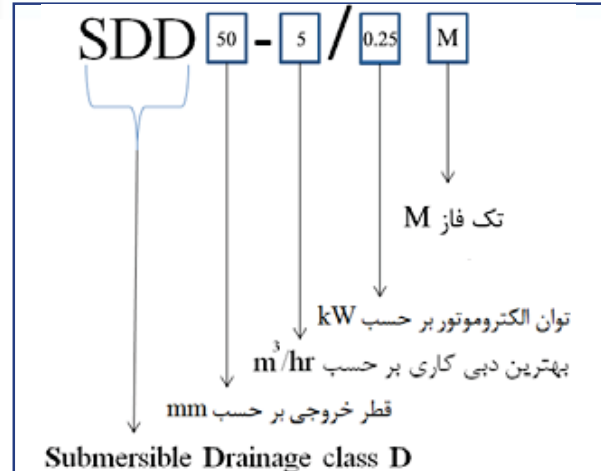 SDD 50 - 5 / 0.25 M
تک فاز M
توان الکتروموتور بر حسب kW
بهترین دبی کاری بر حسب m³/hr
قطر خروجی بر حسب mm
Submersible Drainage class D